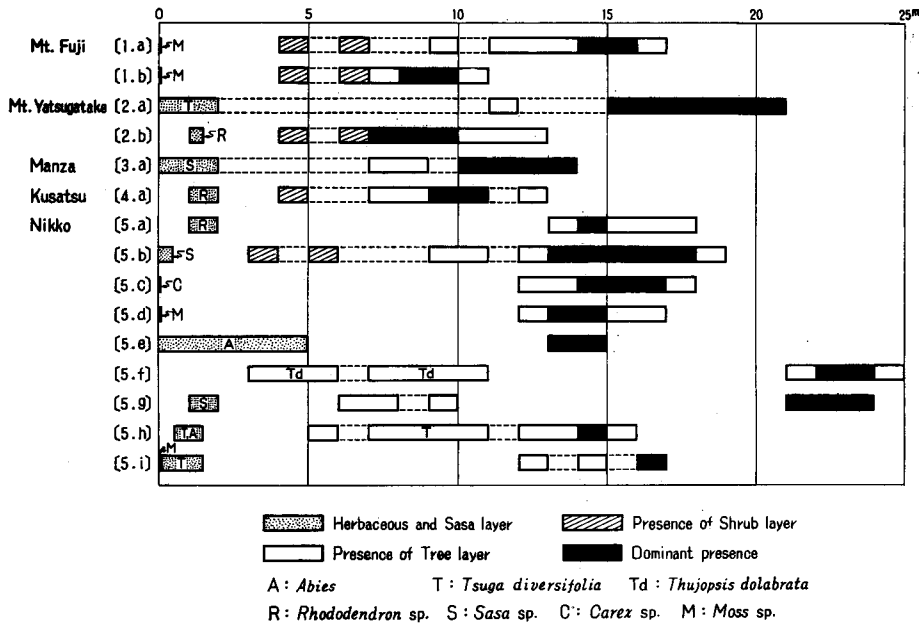 0 5 10 15 20 25m
Mt. Fuji (1.a) M
(1.b) M
Mt. Yatsugatake (2.a) T
(2.b) R
Manza (3.a) S
Kusatsu (4.a) R
Nikko (5.a) R
(5.b) S
(5.c) C
(5.d) M
(5.e) A
(5.f) Td Td
(5.g) S
(5.h) T,A T
M
(5.i) T
Herbaceous and Sasa layer Presence of Shrub layer
Presence of Tree layer Dominant presence
A : Abies T : Tsuga diversifolia Td : Thujopsis dolabrata
R : Rhododendron sp. S : Sasa sp. C : Carex sp. M : Moss sp.